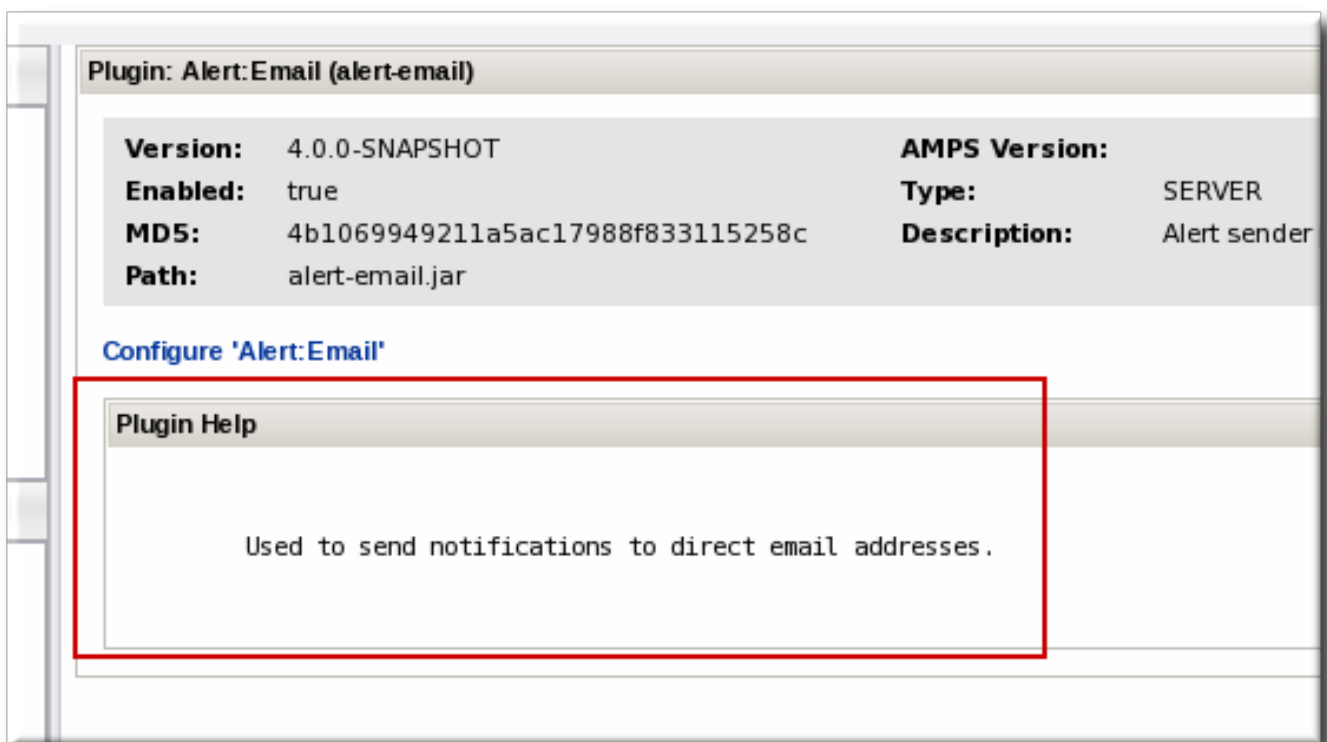 Plugin: Alert:Email (alert-email)
Version: 4.0.0-SNAPSHOT AMPS Version:
Enabled: true Type: SERVER
MD5: 4b1069949211a5ac17988f833115258c Description: Alert sender
Path: alert-email.jar
Configure 'Alert:Email'
Plugin Help
Used to send notifications to direct email addresses.